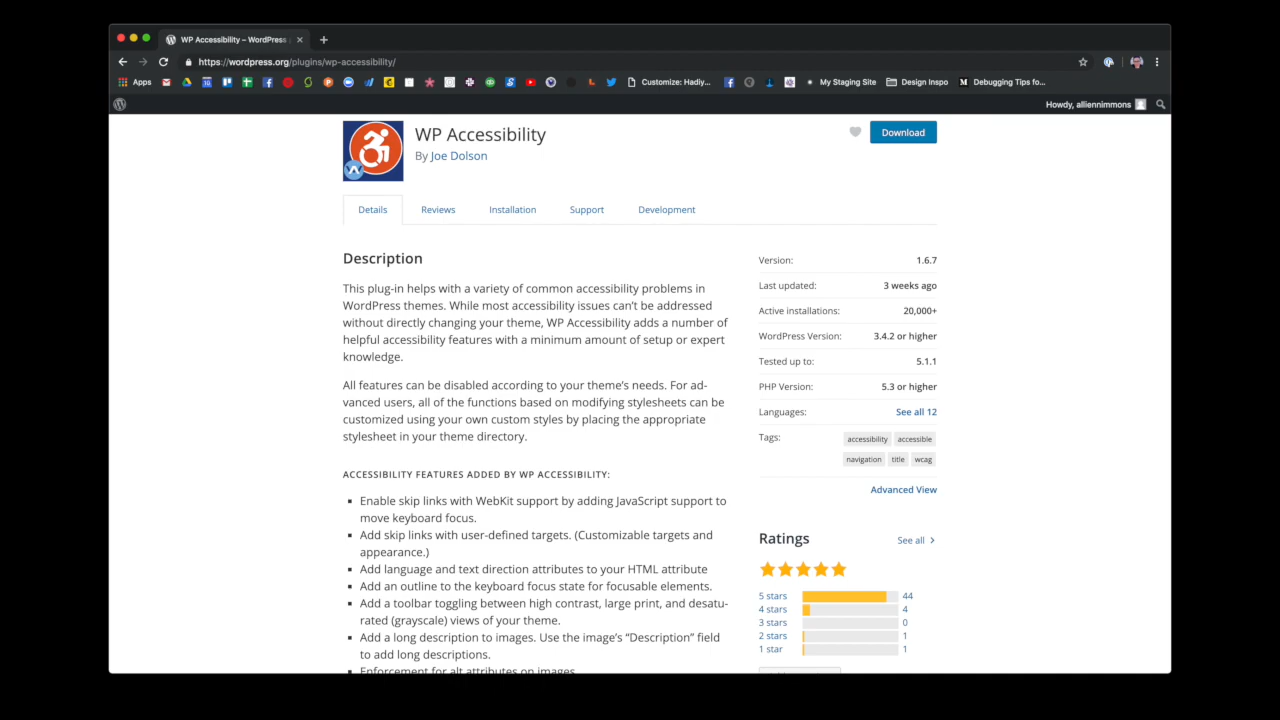 WP Accessibility – WordPress
https://wordpress.org/plugins/wp-accessibility/
Apps
Customize: Hadly...
My Staging Site
Design Inspo
Debugging Tips fo...
Howdy, alliennimmons
WP Accessibility
By Joe Dolson
Download
Details
Reviews
Installation
Support
Development
Description
This plug-in helps with a variety of common accessibility problems in
WordPress themes. While most accessibility issues can't be addressed
without directly changing your theme, WP Accessibility adds a number of
helpful accessibility features with a minimum amount of setup or expert
knowledge.
All features can be disabled according to your theme's needs. For ad-
vanced users, all of the functions based on modifying stylesheets can be
customized using your own custom styles by placing the appropriate
stylesheet in your theme directory.
ACCESSIBILITY FEATURES ADDED BY WP ACCESSIBILITY:
Enable skip links with WebKit support by adding JavaScript support to
move keyboard focus.
Add skip links with user-defined targets. (Customizable targets and
appearance.)
Add language and text direction attributes to your HTML attribute
Add an outline to the keyboard focus state for focusable elements.
Add a toolbar toggling between high contrast, large print, and desatu-
rated (grayscale) views of your theme.
Add a long description to images. Use the image's “Description” field
to add long descriptions.
Enforcement for alt attributes on images
Version: 1.6.7
Last updated: 3 weeks ago
Active installations: 20,000+
WordPress Version: 3.4.2 or higher
Tested up to: 5.1.1
PHP Version: 5.3 or higher
Languages: See all 12
Tags: accessibility accessible
navigation title wcag
Advanced View
Ratings
See all
5 stars 44
4 stars 4
3 stars 0
2 stars 1
1 star 1